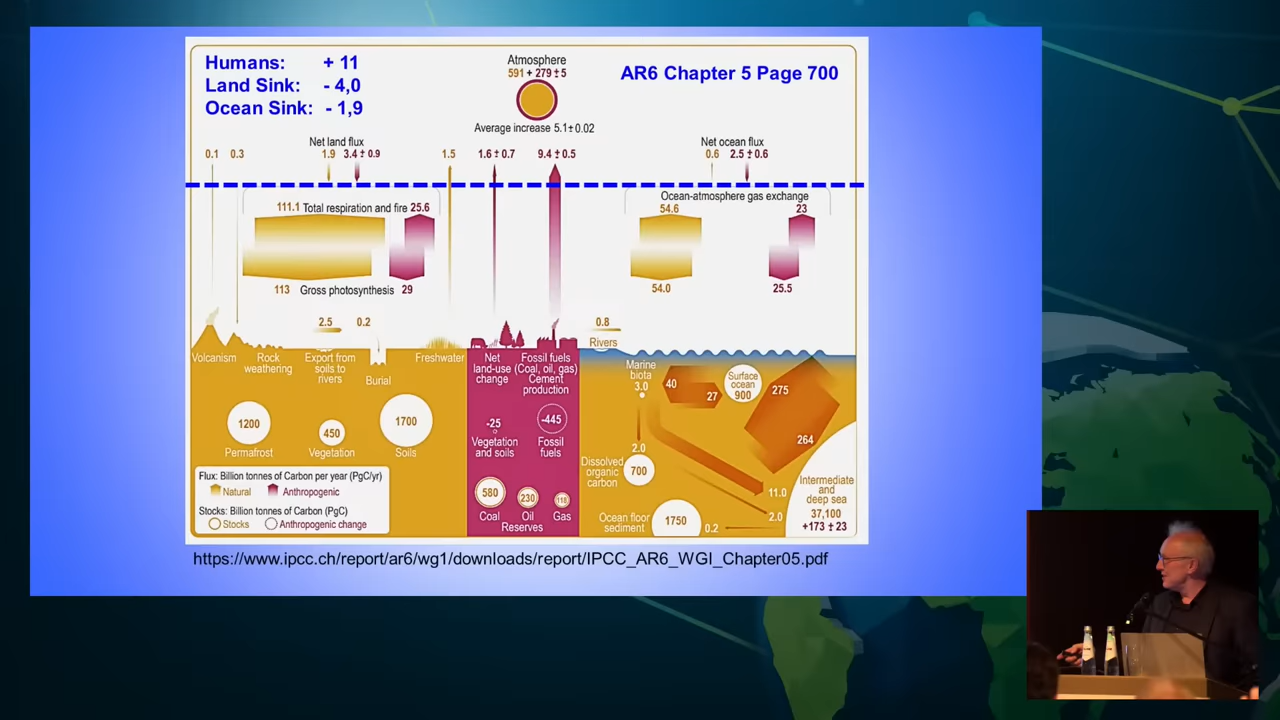 Humans: + 11
Land Sink: - 4,0
Ocean Sink: - 1,9
Atmosphere
591 + 279 ± 5
Average increase 5.1± 0.02
AR6 Chapter 5 Page 700
Net land flux
Net ocean flux
0.1 0.3 1.9 3.4 ± 0.9 1.5 1.6 ± 0.7 9.4 ± 0.5 0.6 2.5 ± 0.6
111.1 Total respiration and fire 25.6
Ocean-atmosphere gas exchange
54.6 23
113 Gross photosynthesis 29
54.0 25.5
2.5 0.2
0.8
Rivers
Volcanism
Rock
weathering
Export from
soils to
rivers
Burial
Freshwater
Net
land-use
change
Fossil fuels
(Coal, oil, gas)
Cement
production
Marine
biota
3.0
40
27
Surface
ocean
900
275
264
1200
Permafrost
450
Vegetation
1700
Soils
-25
Vegetation
and soils
-445
Fossil
fuels
2.0
Dissolved
organic
carbon
700
11.0
2.0
Intermediate
and
deep sea
37,100
+173 ± 23
Flux: Billion tonnes of Carbon per year (PgC/yr)
Natural Anthropogenic
Stocks: Billion tonnes of Carbon (PgC)
Stocks Anthropogenic change
580
Coal
230
Oil
118
Gas
Reserves
Ocean floor
sediment
1750
0.2
https://www.ipcc.ch/report/ar6/wg1/downloads/report/IPCC_AR6_WGI_Chapter05.pdf